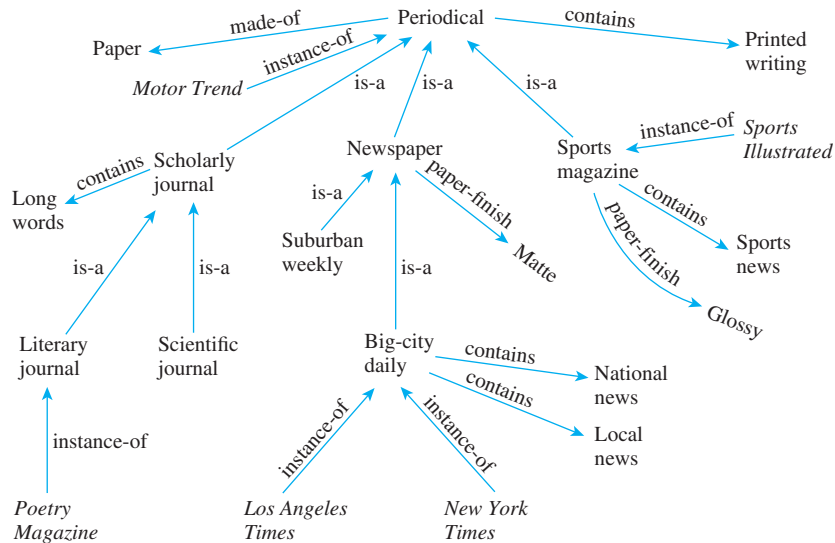 Periodical
made-of
contains
Paper
Printed
writing
instance-of
Motor Trend
is-a
is-a
is-a
instance-of
Sports
Illustrated
Scholarly
journal
Newspaper
Sports
magazine
contains
Long
words
is-a
paper-finish
contains
paper-finish
Suburban
weekly
Matte
Sports
news
is-a
is-a
is-a
Glossy
Literary
journal
Scientific
journal
Big-city
daily
contains
National
news
contains
Local
news
instance-of
instance-of
instance-of
Poetry
Magazine
Los Angeles
Times
New York
Times